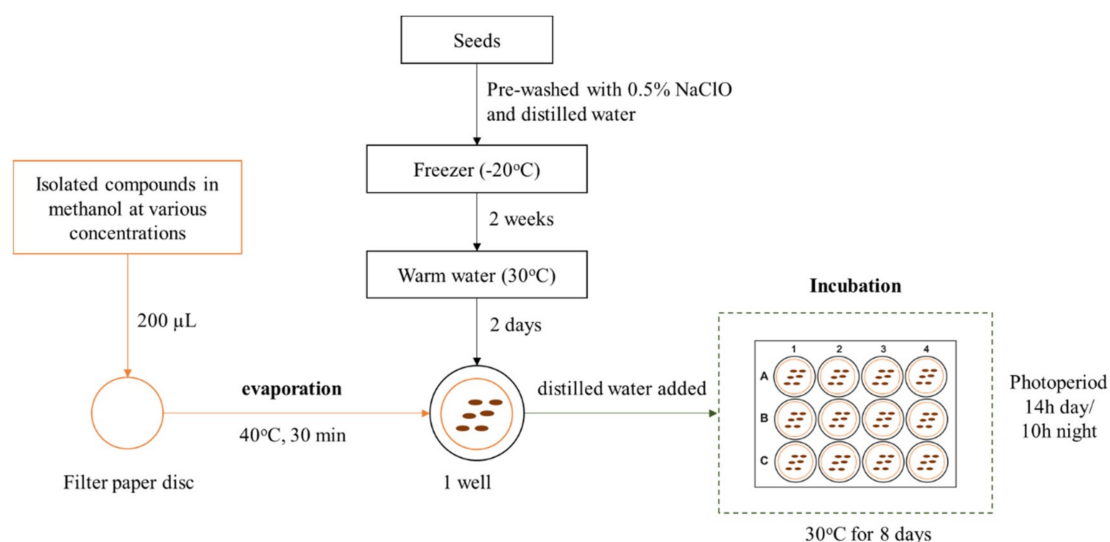 Seeds
Pre-washed with 0.5% NaClO
and distilled water
Freezer (-20°C)
2 weeks
Warm water (30°C)
2 days
Isolated compounds in
methanol at various
concentrations
200 µL
Filter paper disc
evaporation
40°C, 30 min
1 well
distilled water added
Incubation
1 2 3 4
A
B
C
30°C for 8 days
Photoperiod
14h day/
10h night